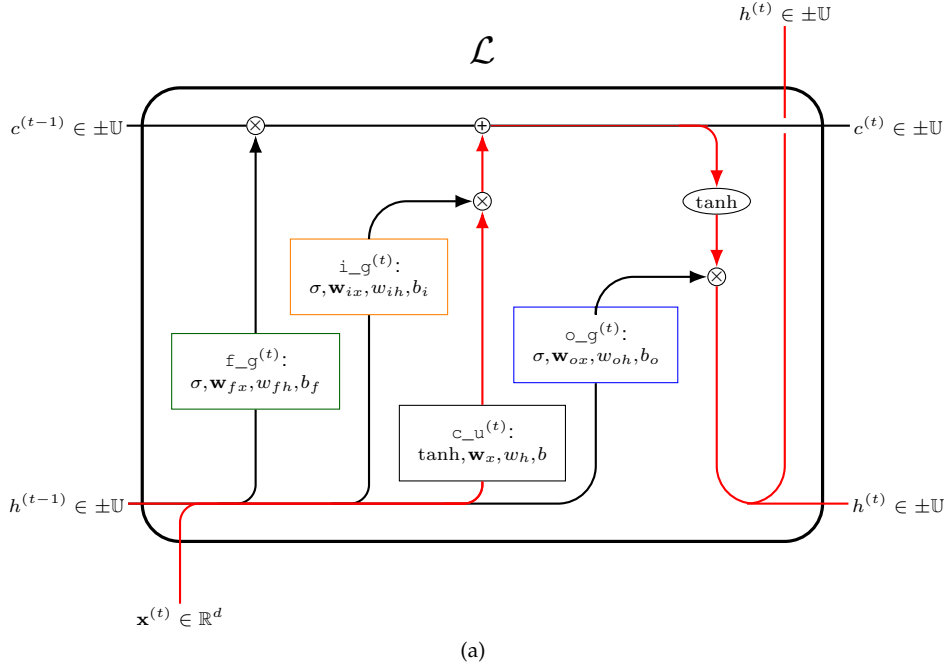 h^{(t)} ∈ ±𝕌
ℒ
c^{(t−1)} ∈ ±𝕌
c^{(t)} ∈ ±𝕌
tanh
i_g^{(t)}:
σ, 𝐰_{ix}, w_{ih}, b_i
o_g^{(t)}:
σ, 𝐰_{ox}, w_{oh}, b_o
f_g^{(t)}:
σ, 𝐰_{fx}, w_{fh}, b_f
c_u^{(t)}:
tanh, 𝐰_x, w_h, b
h^{(t−1)} ∈ ±𝕌
h^{(t)} ∈ ±𝕌
𝐱^{(t)} ∈ ℝ^d
(a)